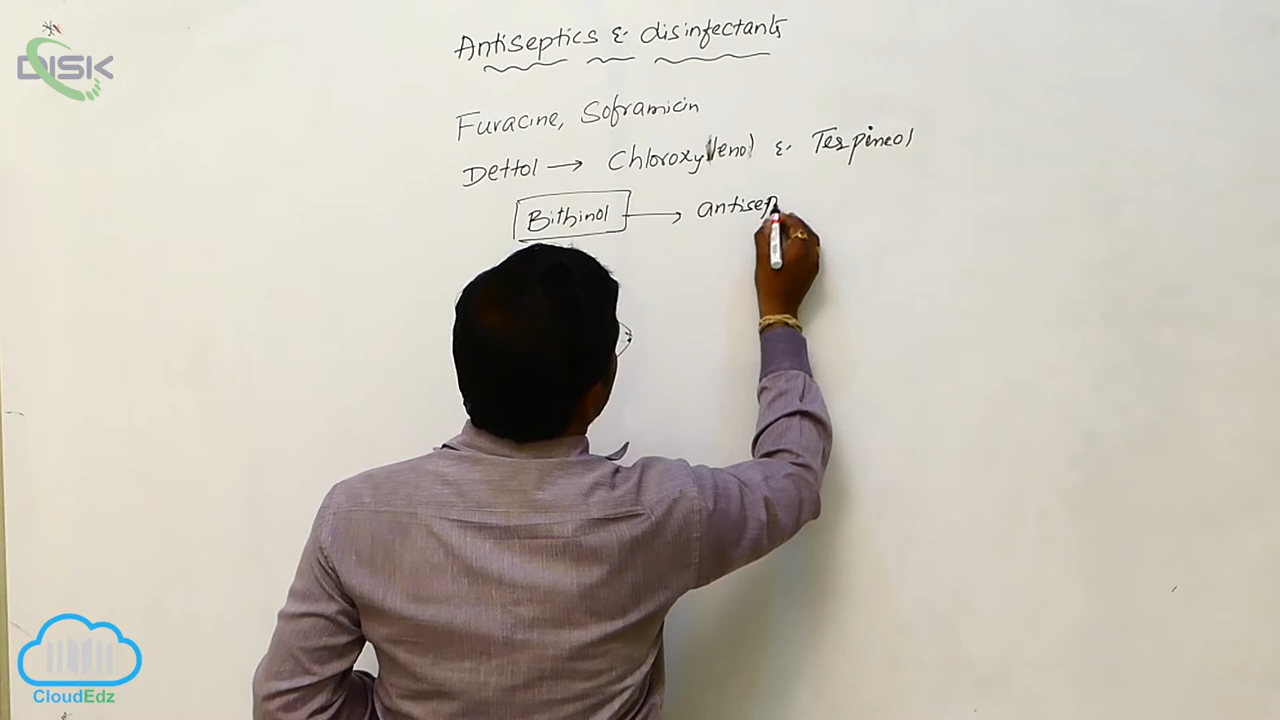 DISK
Antiseptics & disinfectants
Furacine, Soframicin
Dettol → Chloroxylenol & Terpineol
Bithinol → antisep
CloudEdz